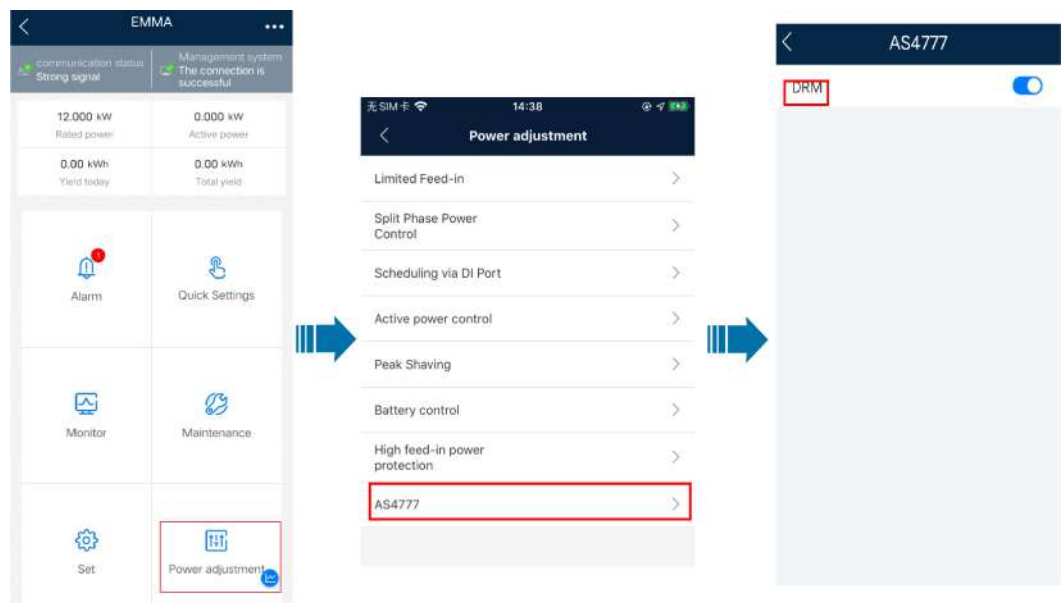 EMMA
communication status
Strong signal
Management system
The connection is
successful
12.000 kW
Rated power
0.000 kW
Active power
0.00 kWh
Yield today
0.00 kWh
Total yield
1
Alarm
Quick Settings
Monitor
Maintenance
Set
Power adjustment
无SIM卡
14:38
Power adjustment
Limited Feed-in
Split Phase Power
Control
Scheduling via DI Port
Active power control
Peak Shaving
Battery control
High feed-in power
protection
AS4777
AS4777
DRM